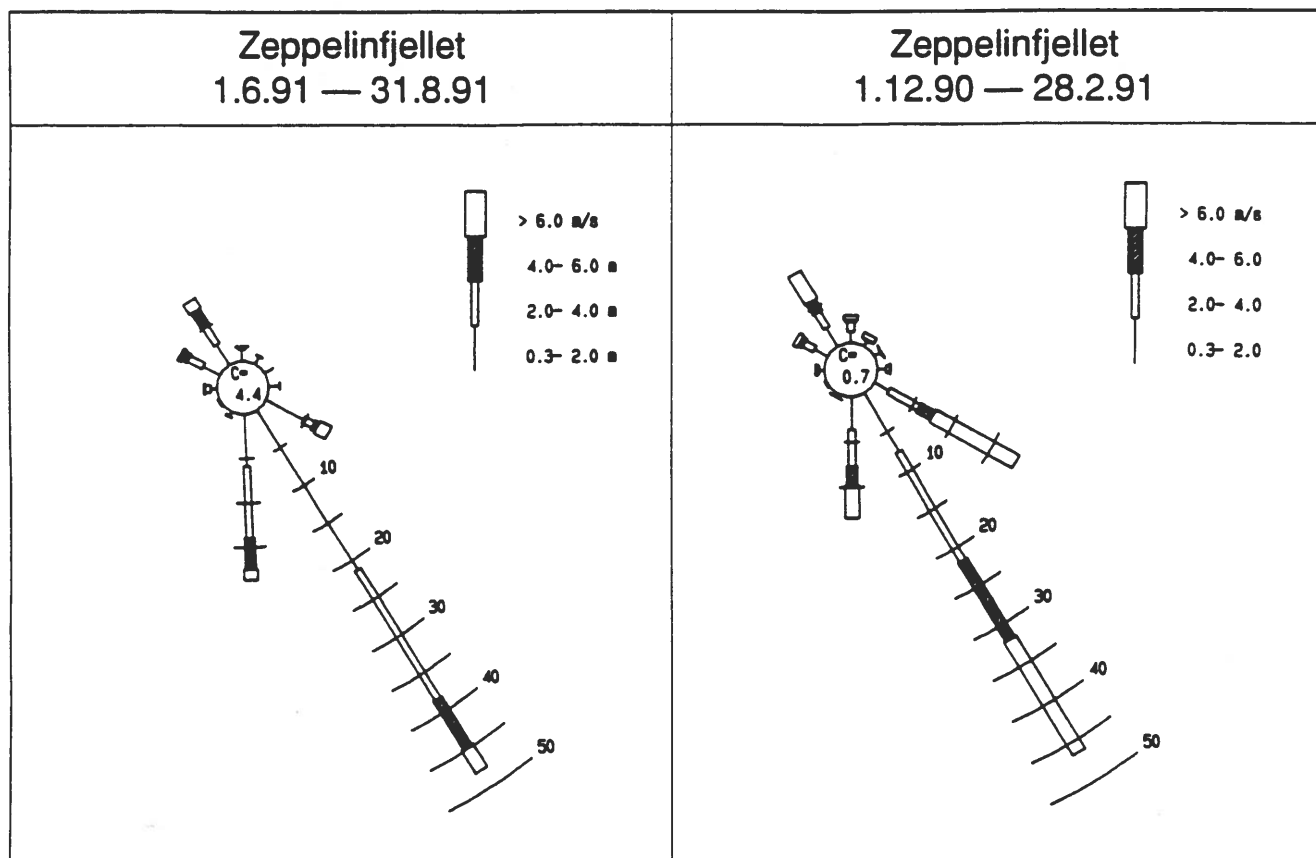 Zeppelinfjellet
1.6.91 — 31.8.91
> 6.0 m/s
4.0- 6.0 m
2.0- 4.0 m
0.3- 2.0 m
C=
4.4
10
20
30
40
50
Zeppelinfjellet
1.12.90 — 28.2.91
> 6.0 m/s
4.0- 6.0
2.0- 4.0
0.3- 2.0
C=
0.7
10
20
30
40
50